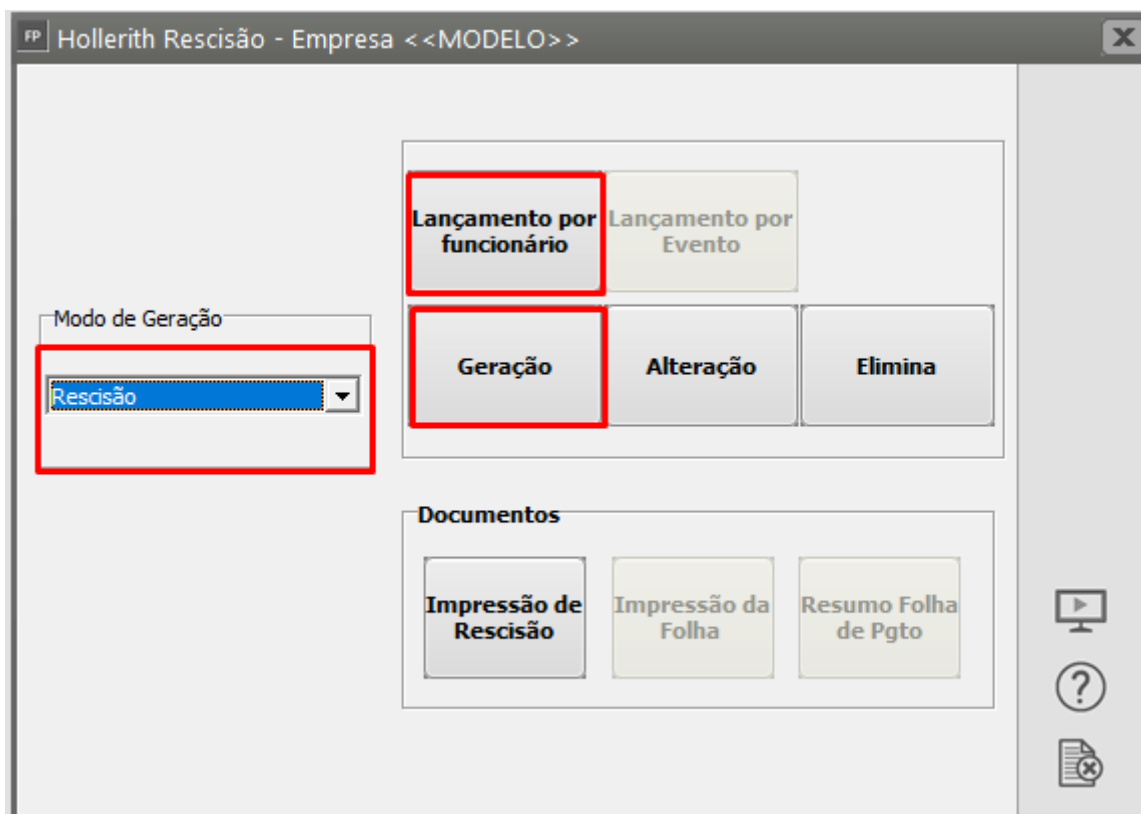 FP Hollerith Rescisão - Empresa <<MODELO>>
Lançamento por
funcionário
Lançamento por
Evento
Modo de Geração
Rescisão
Geração
Alteração
Elimina
Documentos
Impressão de
Rescisão
Impressão da
Folha
Resumo Folha
de Pgto